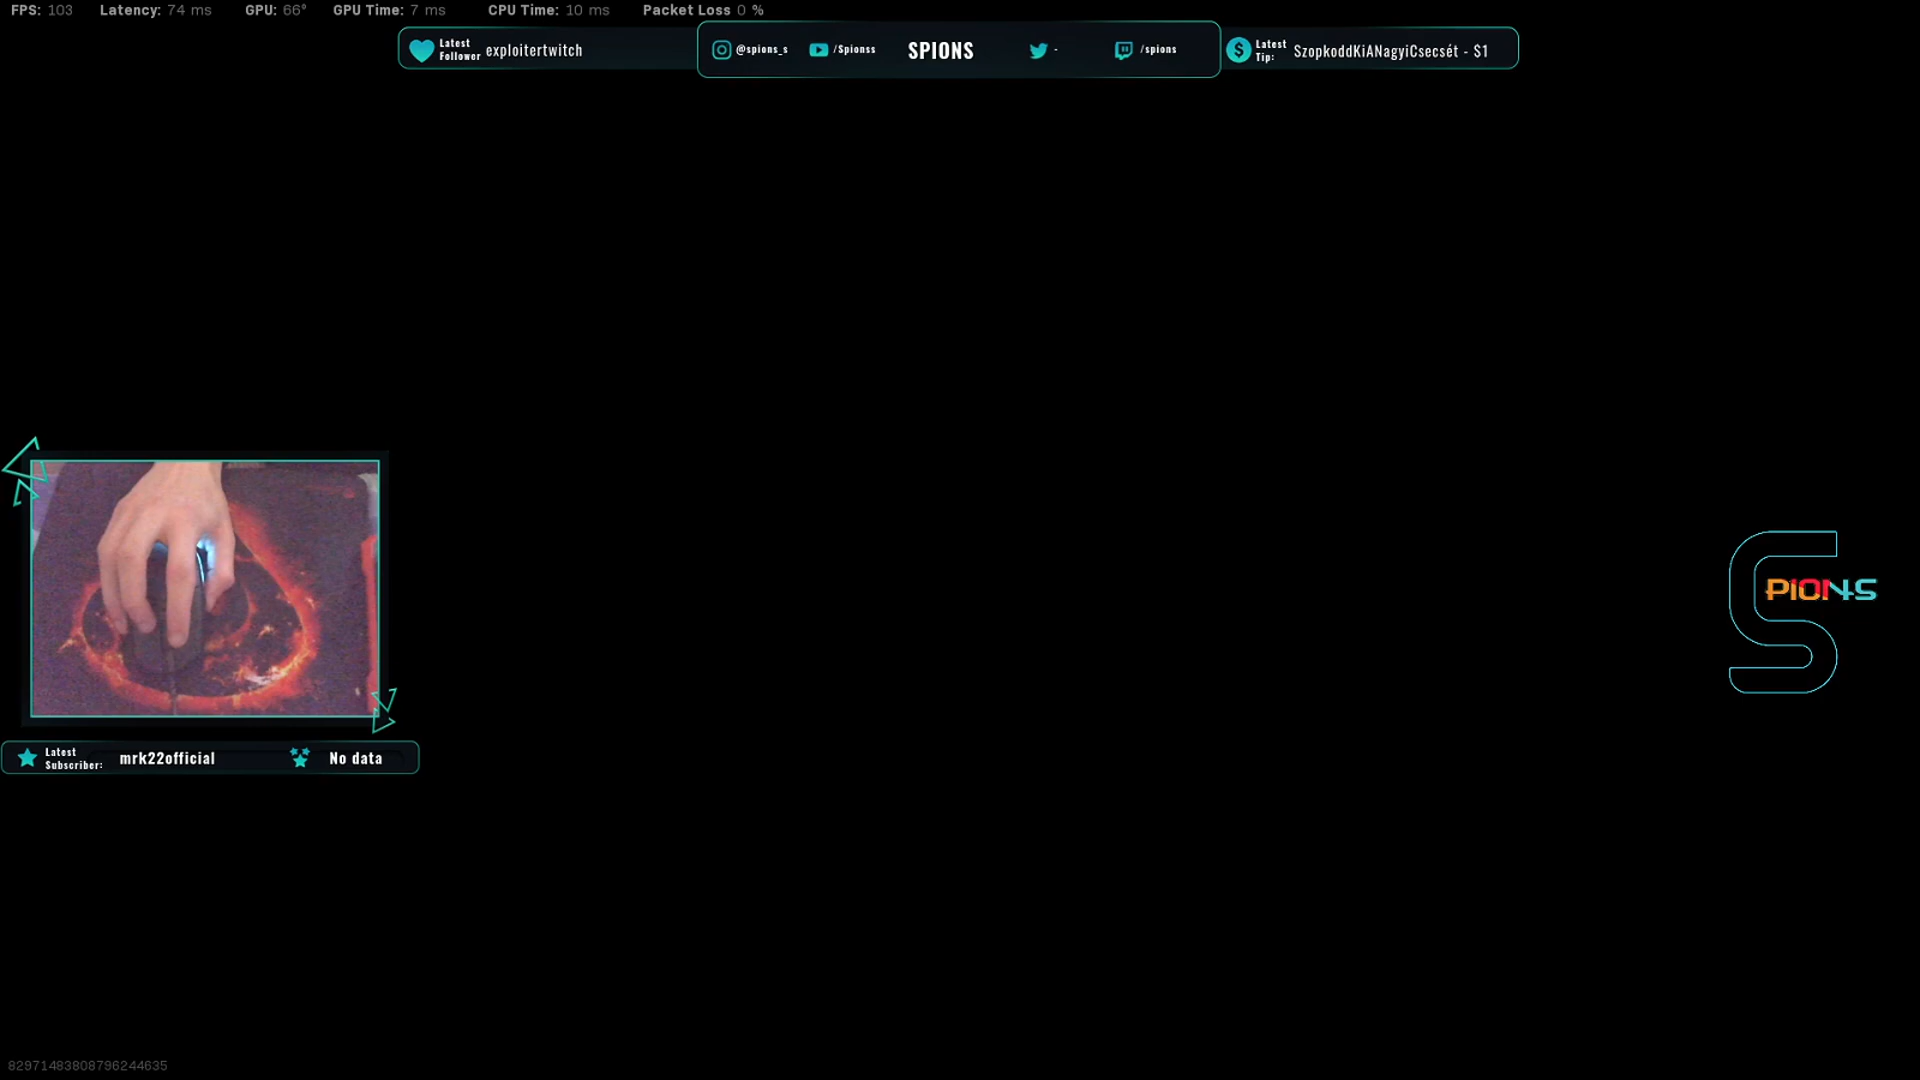 FPS: 103 Latency: 74 ms GPU: 66° GPU Time: 7 ms CPU Time: 10 ms Packet Loss 0 %
Latest Follower exploitertwitch
@spions_s /Spionss SPIONS - /spions
Latest Tip: SzopkoddKiANagyiCsecsét - $1
PIONS
Latest Subscriber: mrk22official No data
82971483808796244635